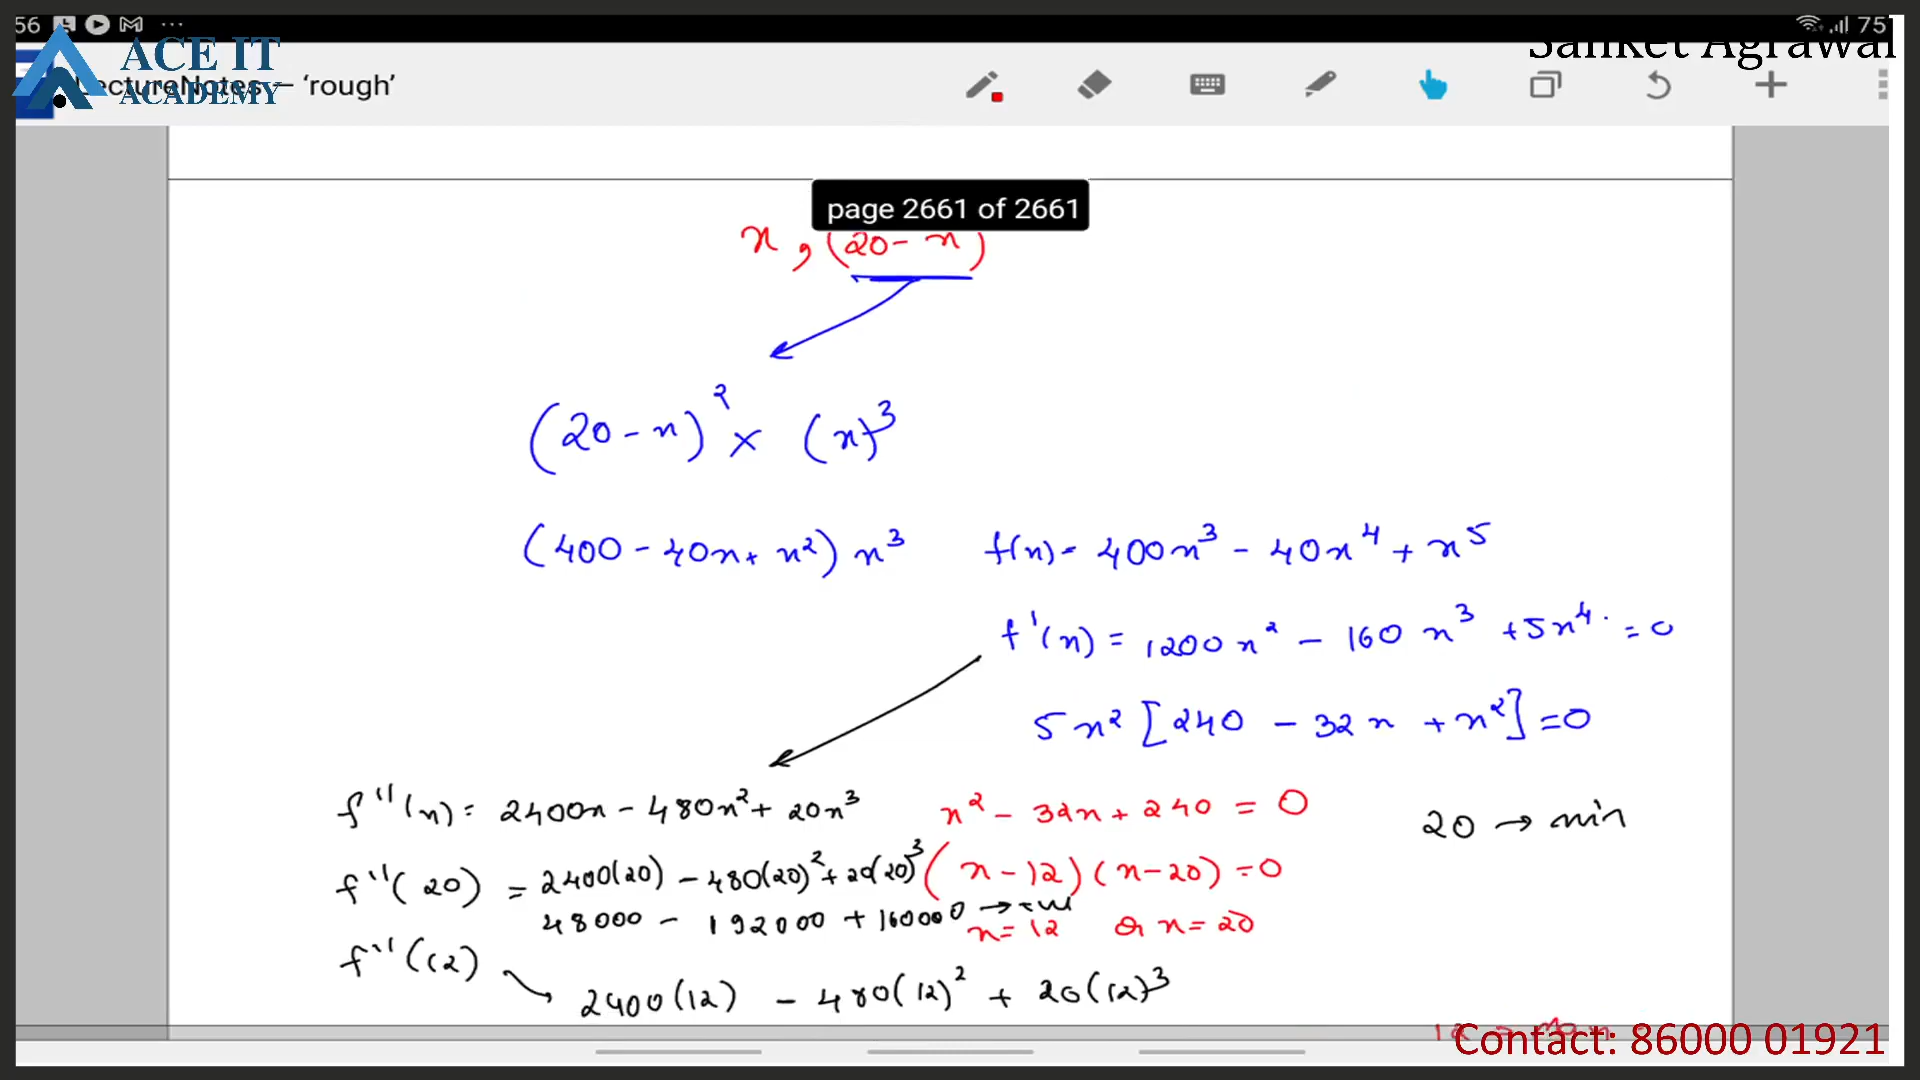 56
75
ACE IT
ACADEMY
Sanket Agrawal
LectureNotes – ‘rough’
page 2661 of 2661
x , (20 - x)
(20 - x)² × (x)³
(400 - 40x + x²) x³ f(x) = 400x³ - 40x⁴ + x⁵
f'(x) = 1200x² - 160x³ + 5x⁴ = 0
5x² [240 - 32x + x²] = 0
f''(x) = 2400x - 480x² + 20x³ x² - 32x + 240 = 0 20 → min
f''(20) = 2400(20) - 480(20)² + 20(20)³ (x - 12) (x - 20) = 0
48000 - 192000 + 160000 → +ve x = 12 or x = 20
f''(12)
2400(12) - 480(12)² + 20(12)³
Contact: 86000 01921